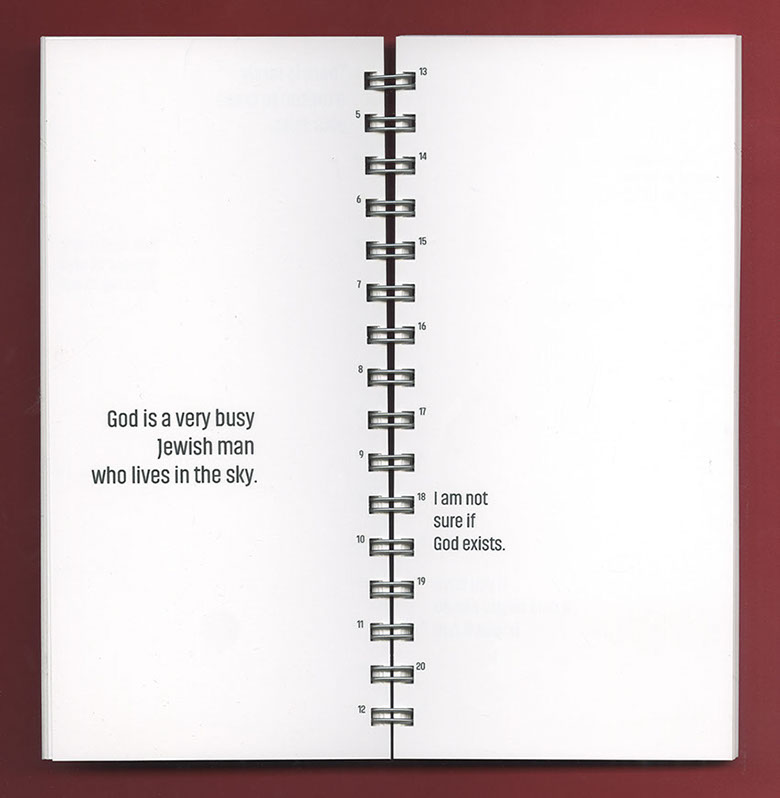 5
6
7
8
God is a very busy
Jewish man
who lives in the sky.
9
10
11
12
13
14
15
16
17
18 I am not
sure if
God exists.
19
20